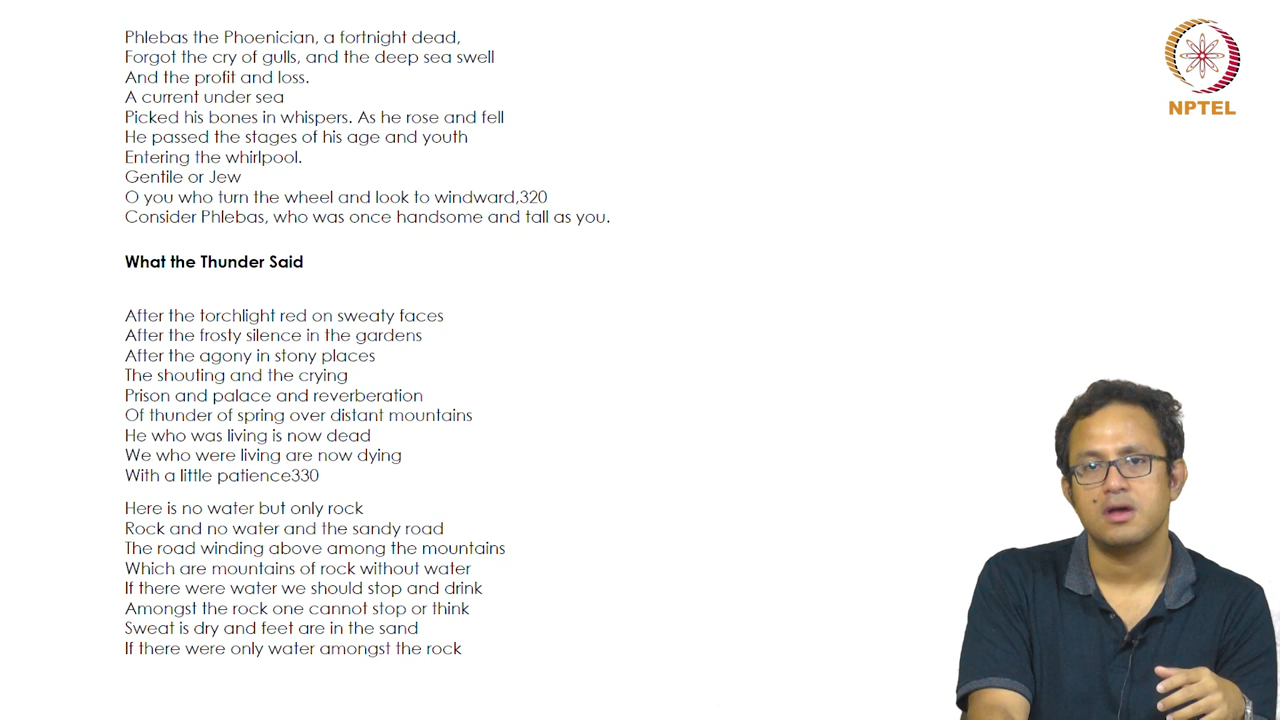 Phlebas the Phoenician, a fortnight dead,
Forgot the cry of gulls, and the deep sea swell
And the profit and loss.
A current under sea
Picked his bones in whispers. As he rose and fell
He passed the stages of his age and youth
Entering the whirlpool.
Gentile or Jew
O you who turn the wheel and look to windward,320
Consider Phlebas, who was once handsome and tall as you.
What the Thunder Said
After the torchlight red on sweaty faces
After the frosty silence in the gardens
After the agony in stony places
The shouting and the crying
Prison and palace and reverberation
Of thunder of spring over distant mountains
He who was living is now dead
We who were living are now dying
With a little patience330
Here is no water but only rock
Rock and no water and the sandy road
The road winding above among the mountains
Which are mountains of rock without water
If there were water we should stop and drink
Amongst the rock one cannot stop or think
Sweat is dry and feet are in the sand
If there were only water amongst the rock
NPTEL